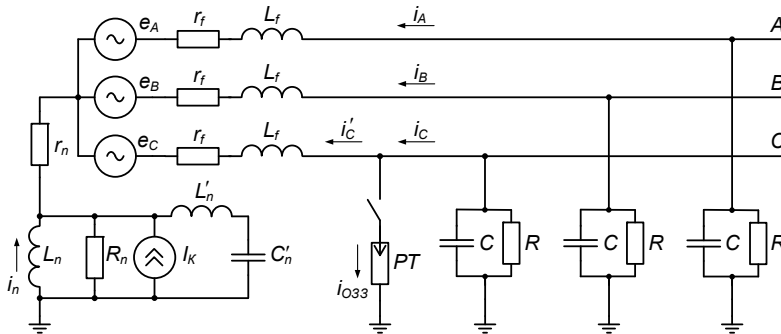 e_A r_f L_f i_A A
e_B r_f L_f i_B B
r_n e_C r_f L_f i'_C i_C C
L'_n
i_n L_n R_n I_K C'_n PT C R C R C R
i_ОЗЗ